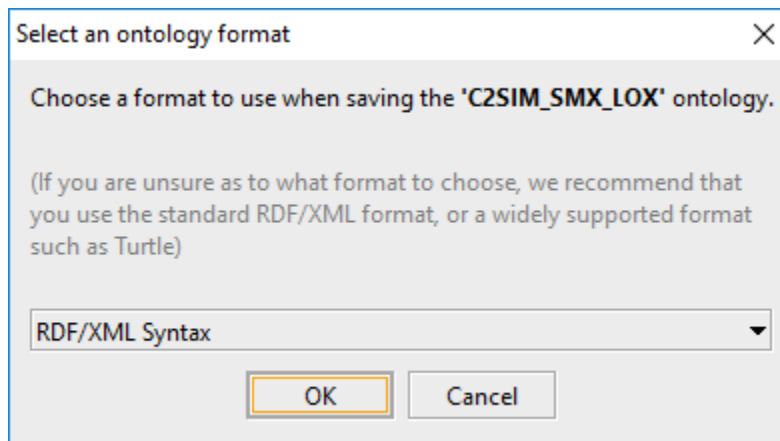 Select an ontology format
Choose a format to use when saving the 'C2SIM_SMX_LOX' ontology.
(If you are unsure as to what format to choose, we recommend that
you use the standard RDF/XML format, or a widely supported format
such as Turtle)
RDF/XML Syntax
OK Cancel